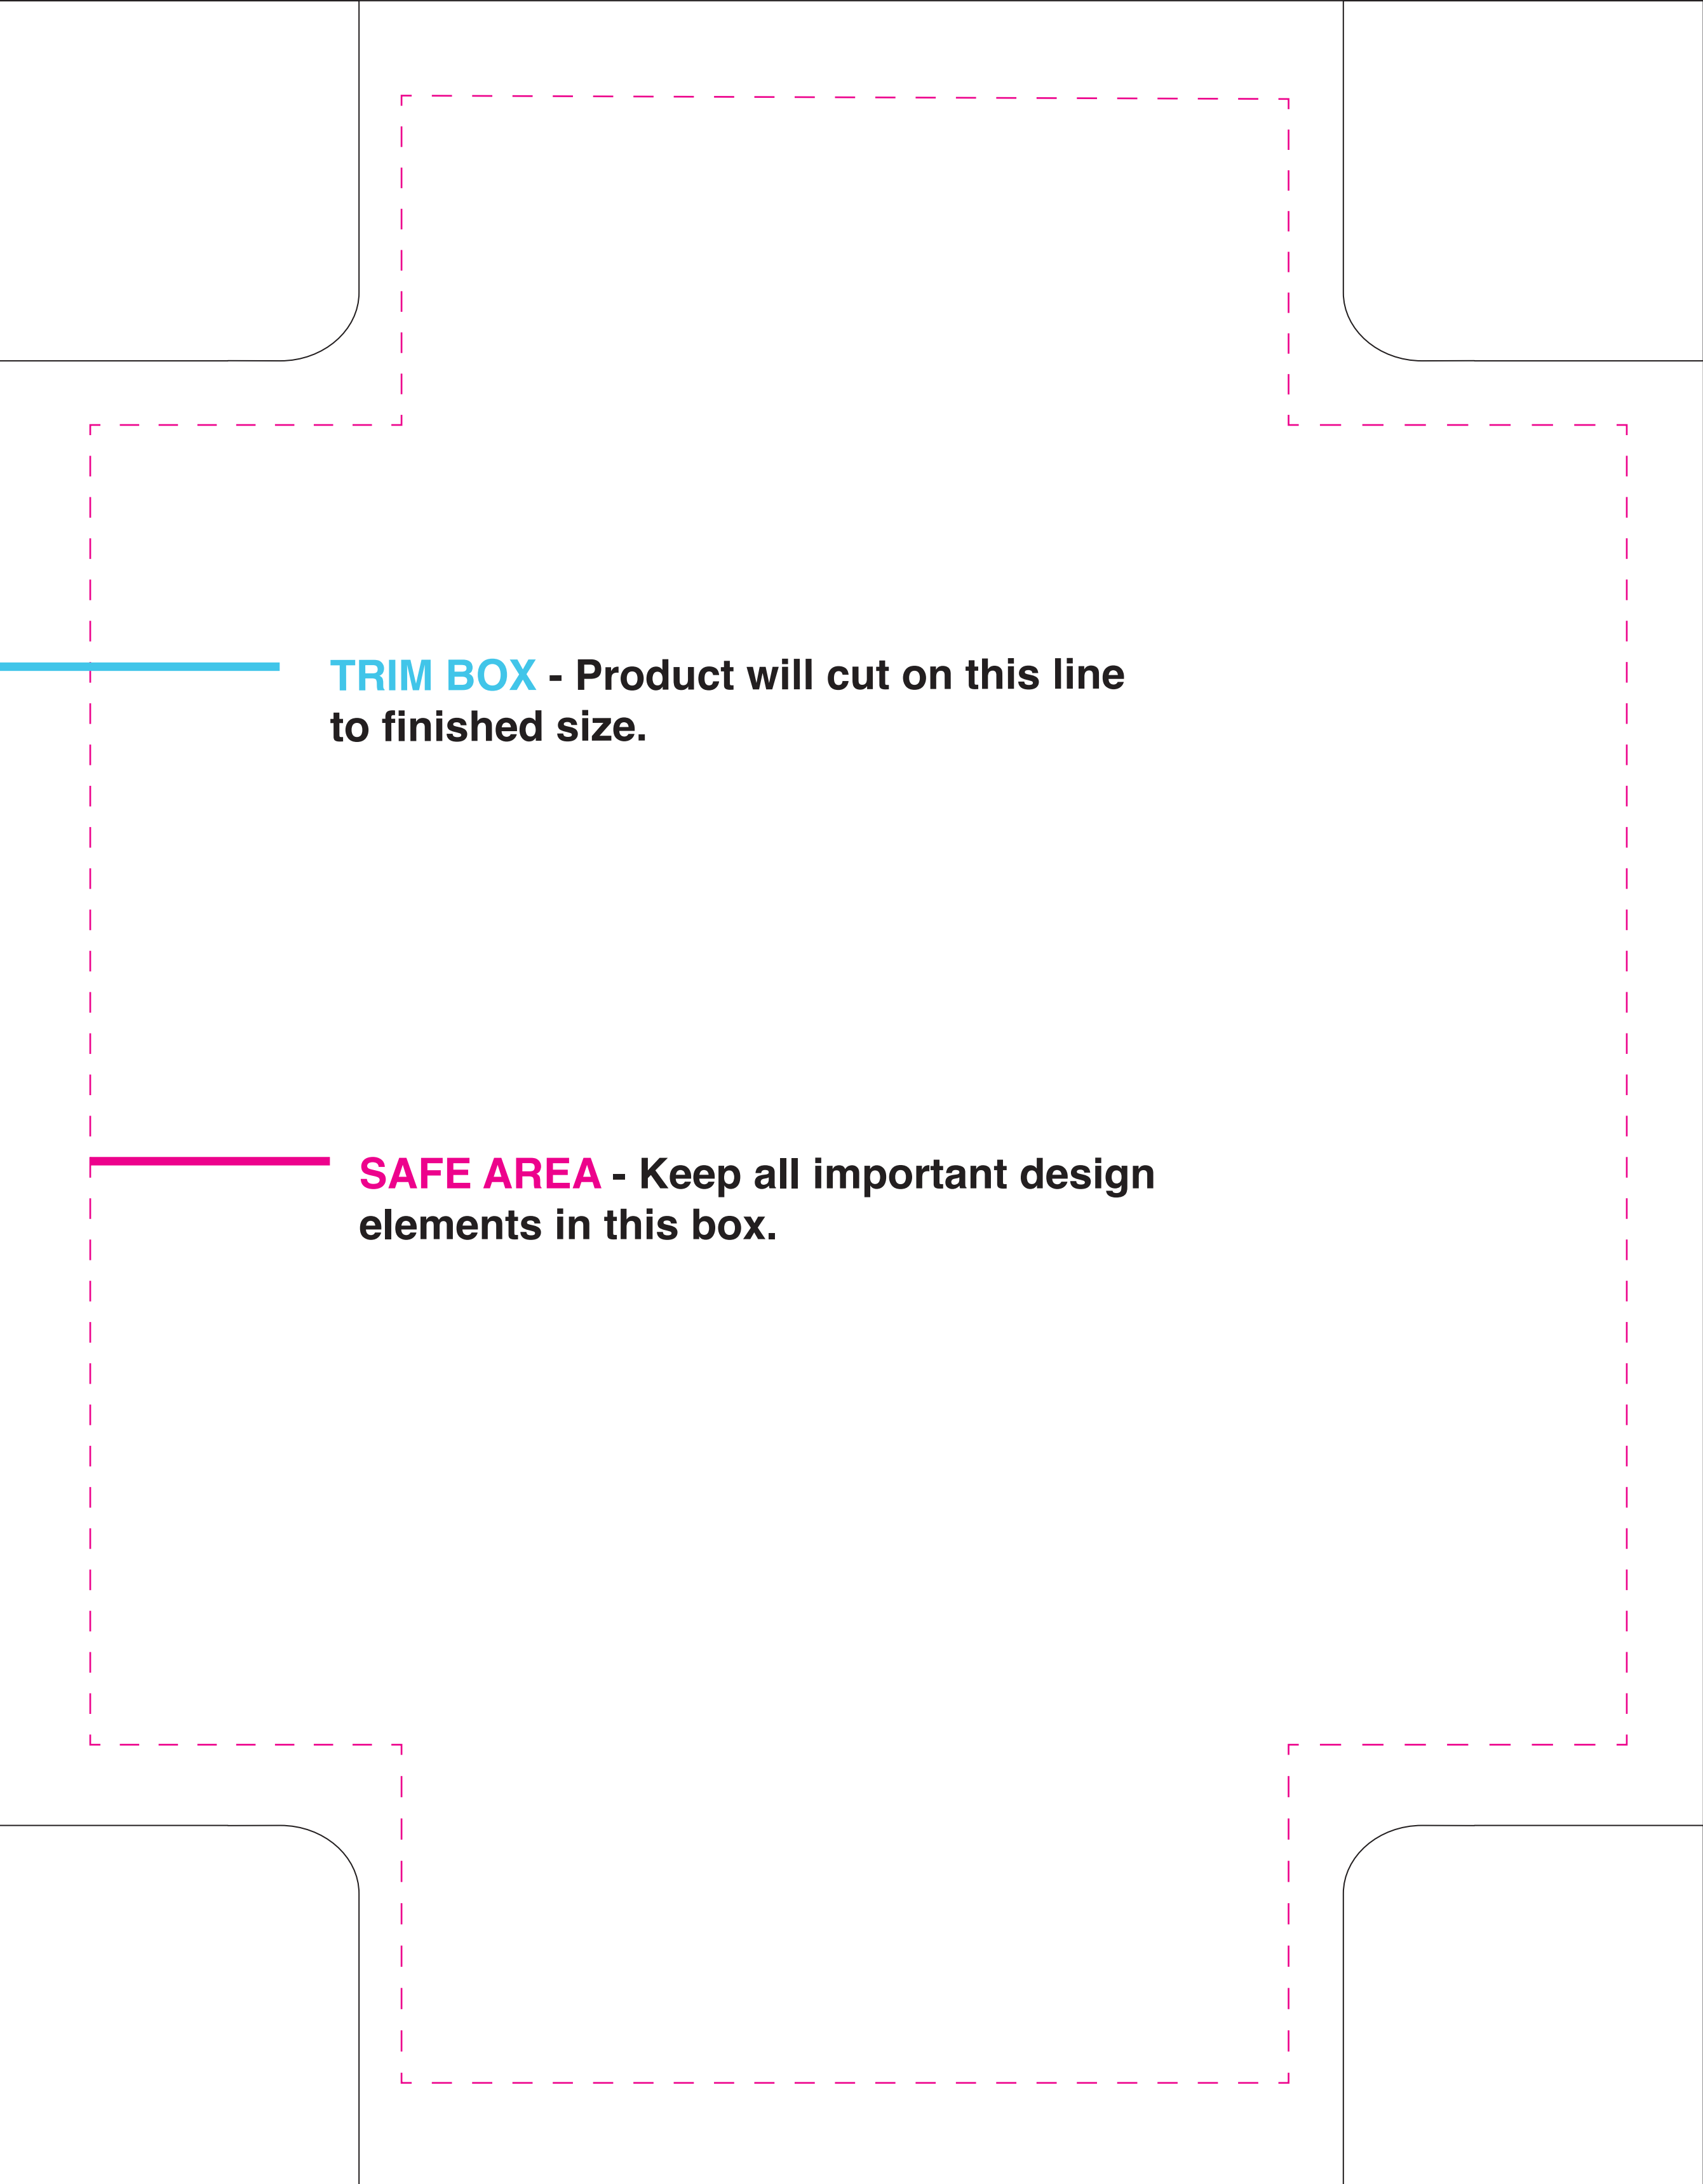 TRIM BOX - Product will cut on this line
to finished size.
SAFE AREA - Keep all important design
elements in this box.